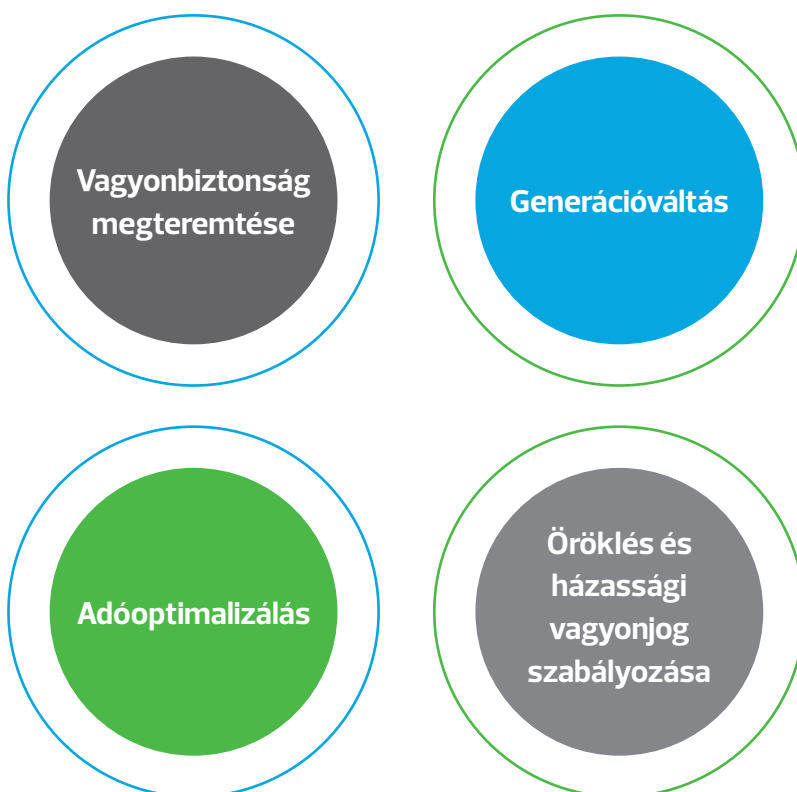 Vagyonbiztonság
megteremtése
Generációváltás
Adóoptimalizálás
Öröklés és
házassági
vagyonjog
szabályozása